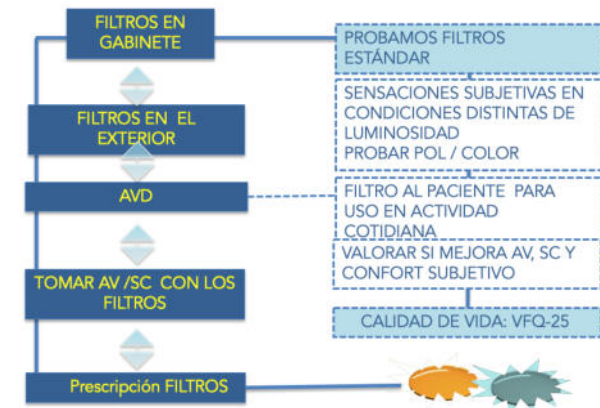 FILTROS EN
GABINETE
FILTROS EN EL
EXTERIOR
AVD
TOMAR AV /SC CON LOS
FILTROS
Prescripción FILTROS
PROBAMOS FILTROS
ESTÁNDAR
SENSACIONES SUBJETIVAS EN
CONDICIONES DISTINTAS DE
LUMINOSIDAD
PROBAR POL / COLOR
FILTRO AL PACIENTE PARA
USO EN ACTIVIDAD
COTIDIANA
VALORAR SI MEJORA AV, SC Y
CONFORT SUBJETIVO
CALIDAD DE VIDA: VFQ-25